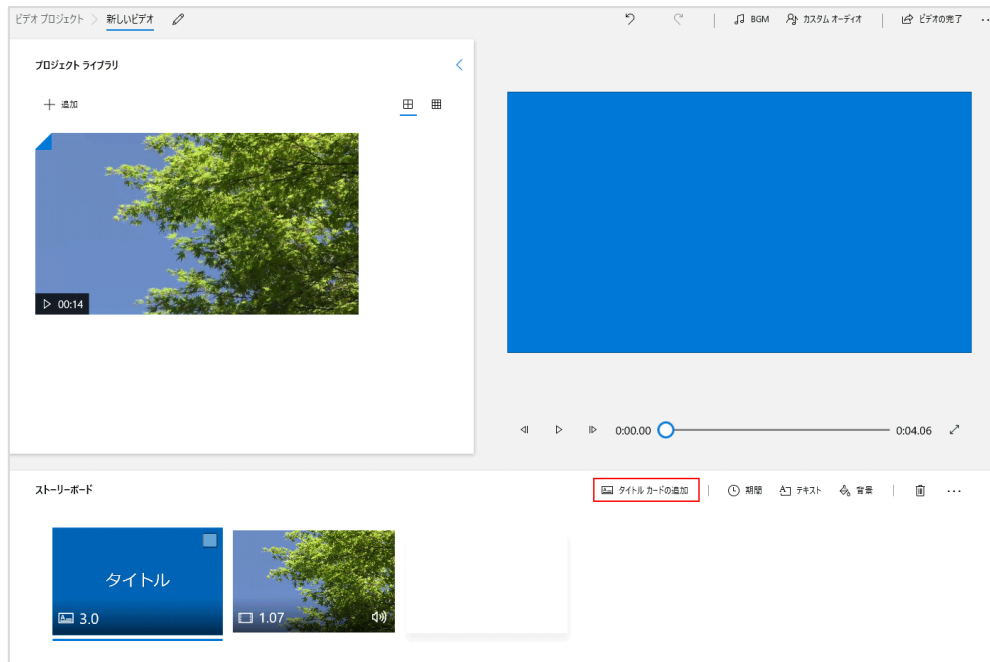 ビデオ プロジェクト > 新しいビデオ
BGM カスタム オーディオ ビデオの完了 ..
プロジェクト ライブラリ
追加
00:14
0:00.00 0:04.06
ストーリーボード
タイトル カードの追加 期間 テキスト 背景 ...
タイトル
3.0
1.07